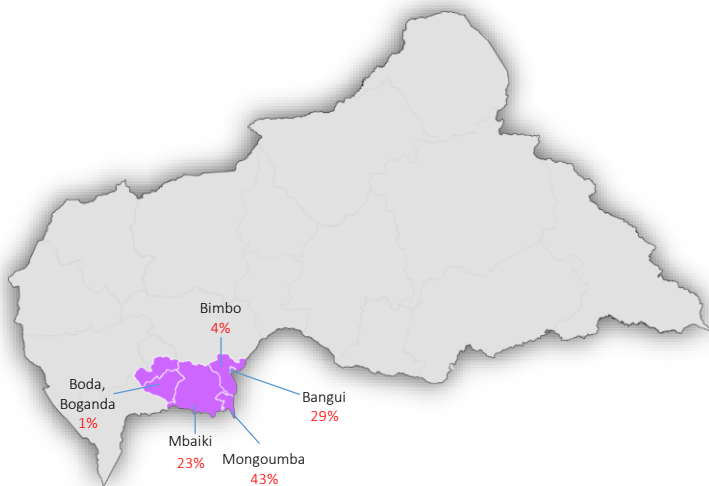 Bimbo
4%
Boda,
Boganda
1%
Bangui
29%
Mbaiki
23%
Mongoumba
43%